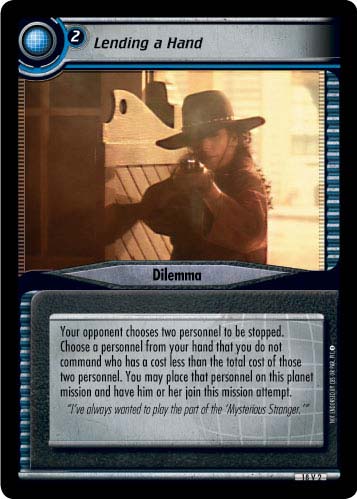 2
Lending a Hand
Dilemma
Your opponent chooses two personnel to be stopped.
Choose a personnel from your hand that you do not
command who has a cost less than the total cost of those
two personnel. You may place that personnel on this planet
mission and have him or her join this mission attempt.
"I've always wanted to play the part of the 'Mysterious Stranger.'"
18 V 2